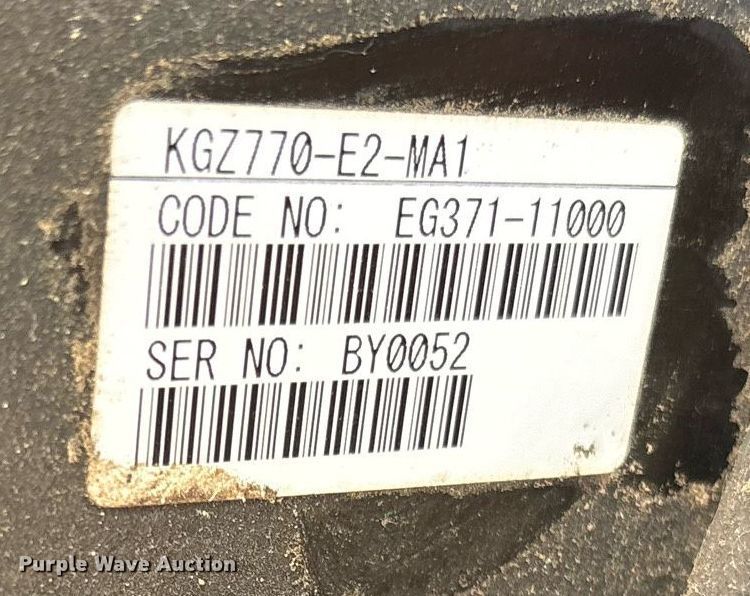 KGZ770-E2-MA1
CODE NO: EG371-11000
SER NO: BY0052
Purple Wave Auction